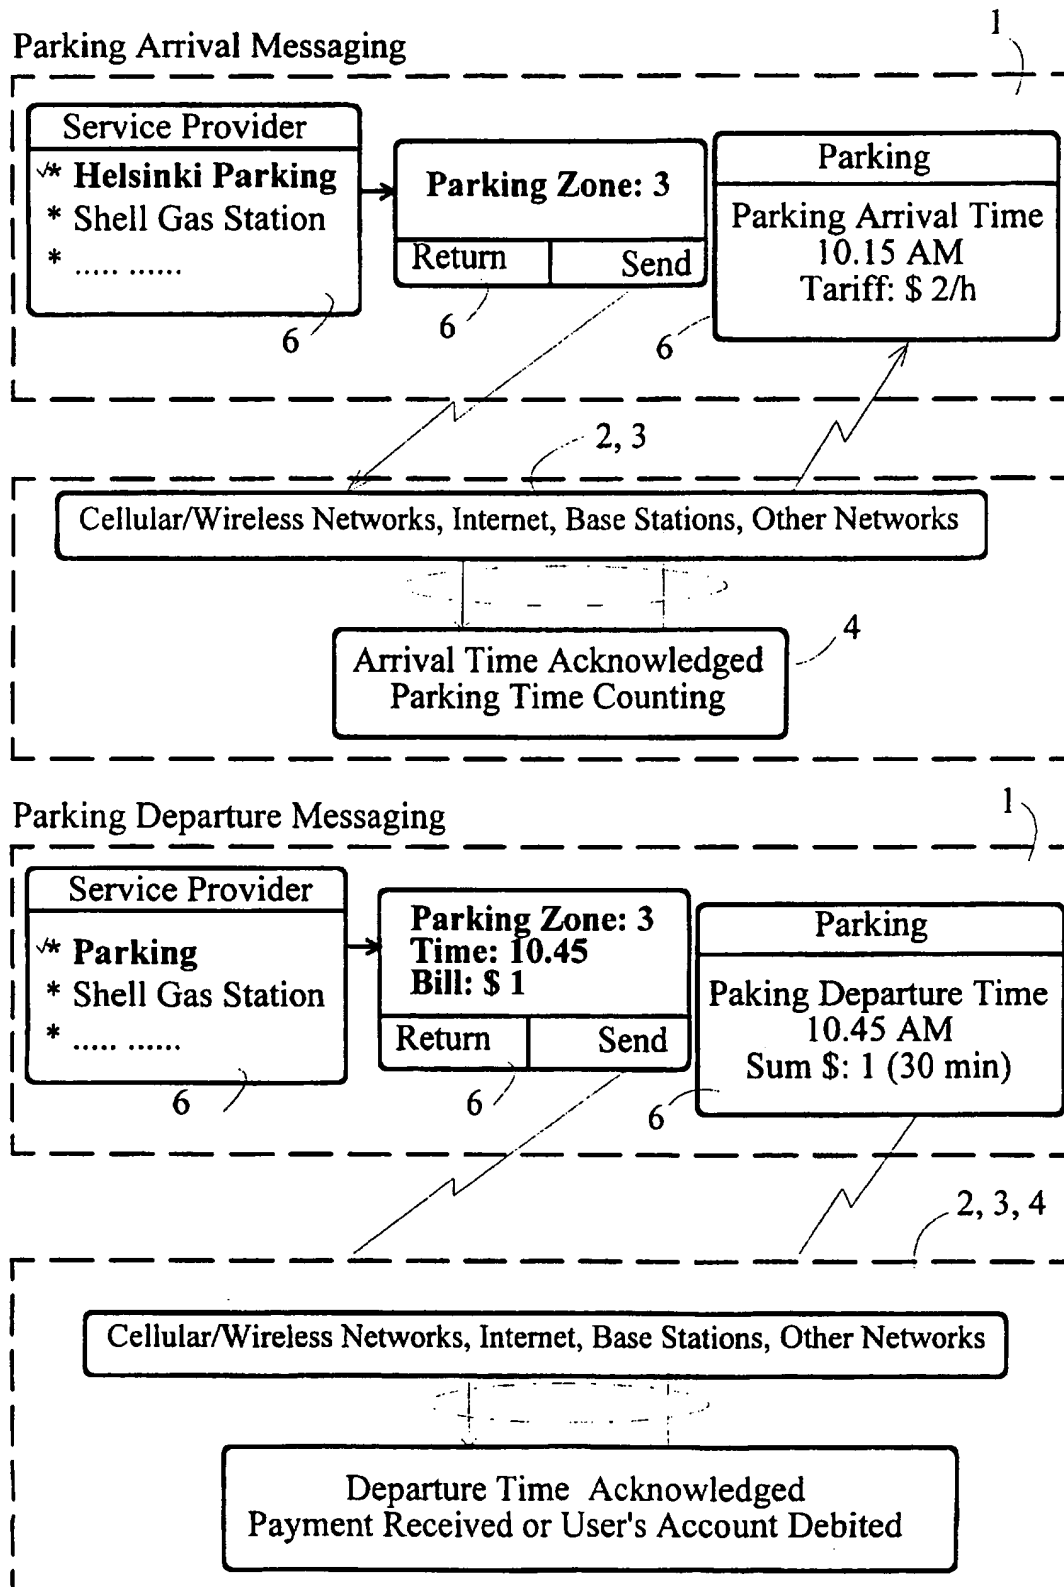 1
Parking Arrival Messaging
Service Provider
√* Helsinki Parking
* Shell Gas Station
* ..... ......
6
Parking Zone: 3
Return Send
6
Parking
Parking Arrival Time
10.15 AM
Tariff: $ 2/h
6
2, 3
Cellular/Wireless Networks, Internet, Base Stations, Other Networks
4
Arrival Time Acknowledged
Parking Time Counting
1
Parking Departure Messaging
Service Provider
√* Parking
* Shell Gas Station
* ..... ......
6
Parking Zone: 3
Time: 10.45
Bill: $ 1
Return Send
6
Parking
Paking Departure Time
10.45 AM
Sum $: 1 (30 min)
6
2, 3, 4
Cellular/Wireless Networks, Internet, Base Stations, Other Networks
Departure Time Acknowledged
Payment Received or User's Account Debited